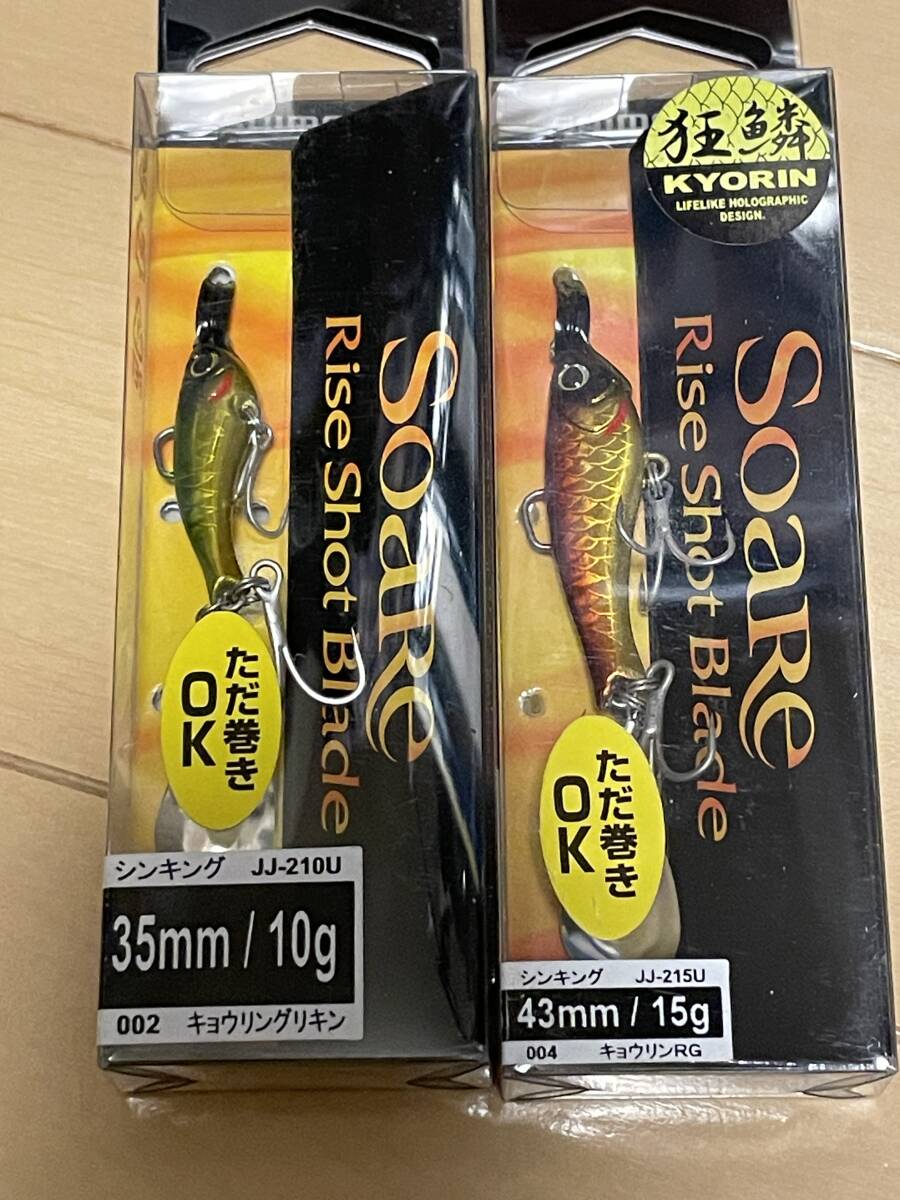 Soare
Rise Shot Blade
ただ巻き
OK
シンキング JJ-210U
35mm / 10g
002 キョウリングリキン
狂鱗
KYORIN
LIFELIKE HOLOGRAPHIC
DESIGN.
Soare
Rise Shot Blade
ただ巻き
OK
シンキング JJ-215U
43mm / 15g
004 キョウリンRG